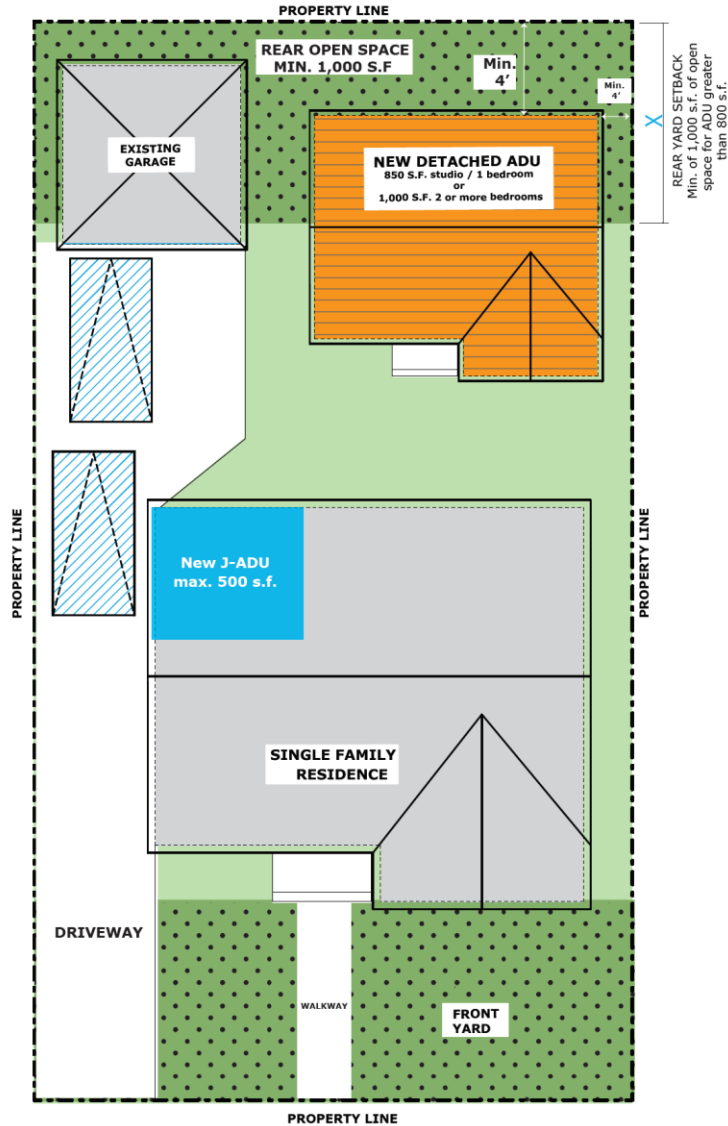 PROPERTY LINE
REAR OPEN SPACE
MIN. 1,000 S.F
Min.
4'
Min.
4'
X
REAR YARD SETBACK
Min. of 1,000 s.f. of open
space for ADU greater
than 800 s.f.
EXISTING
GARAGE
NEW DETACHED ADU
850 S.F. studio / 1 bedroom
or
1,000 S.F. 2 or more bedrooms
PROPERTY LINE
PROPERTY LINE
New J-ADU
max. 500 s.f.
SINGLE FAMILY
RESIDENCE
DRIVEWAY
WALKWAY
FRONT
YARD
PROPERTY LINE